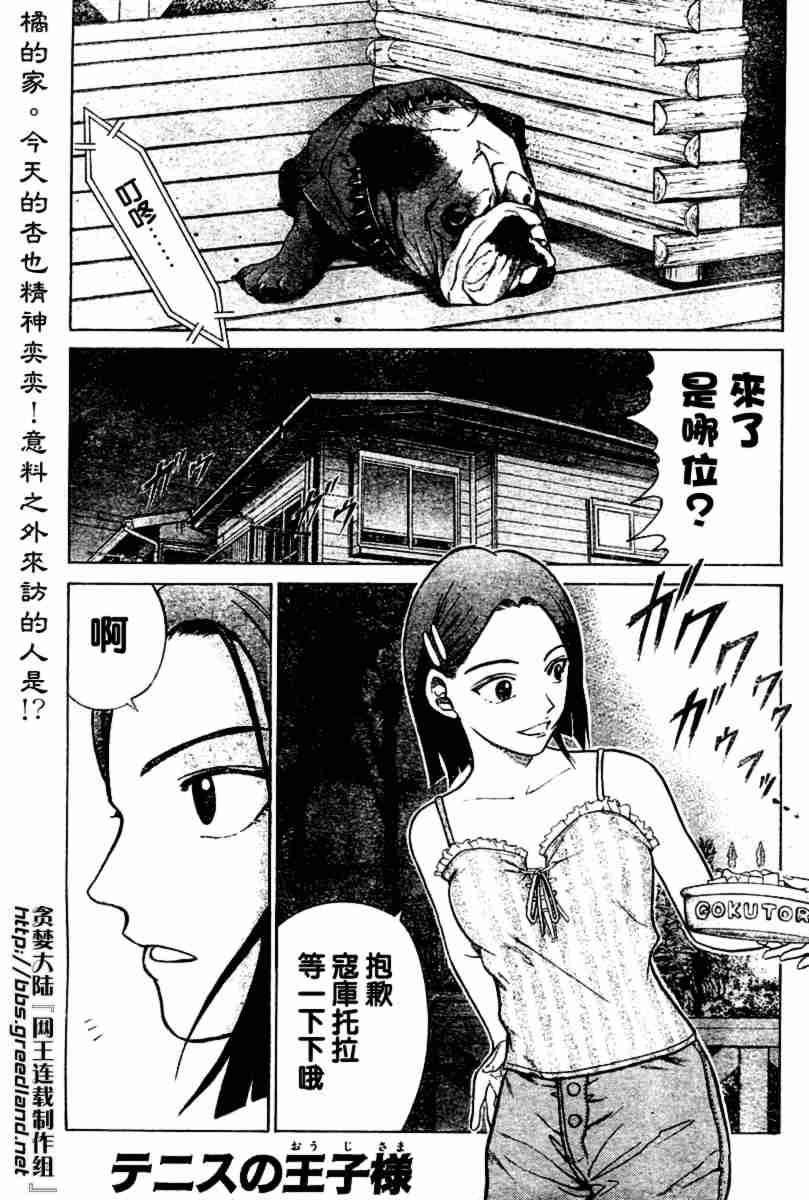 橘的家。今天的杏也精神奕奕！意料之外來訪的人是!?
叮咚……
來了
是哪位？
ガウ
ガウ
ガウ
ガウガウ
抱歉
寇庫托拉
等一下下哦
GOKUTOR
啊
贪婪大陆『网王连载制作组』
http://bbs.greedland.net
おうじさま
テニスの王子様